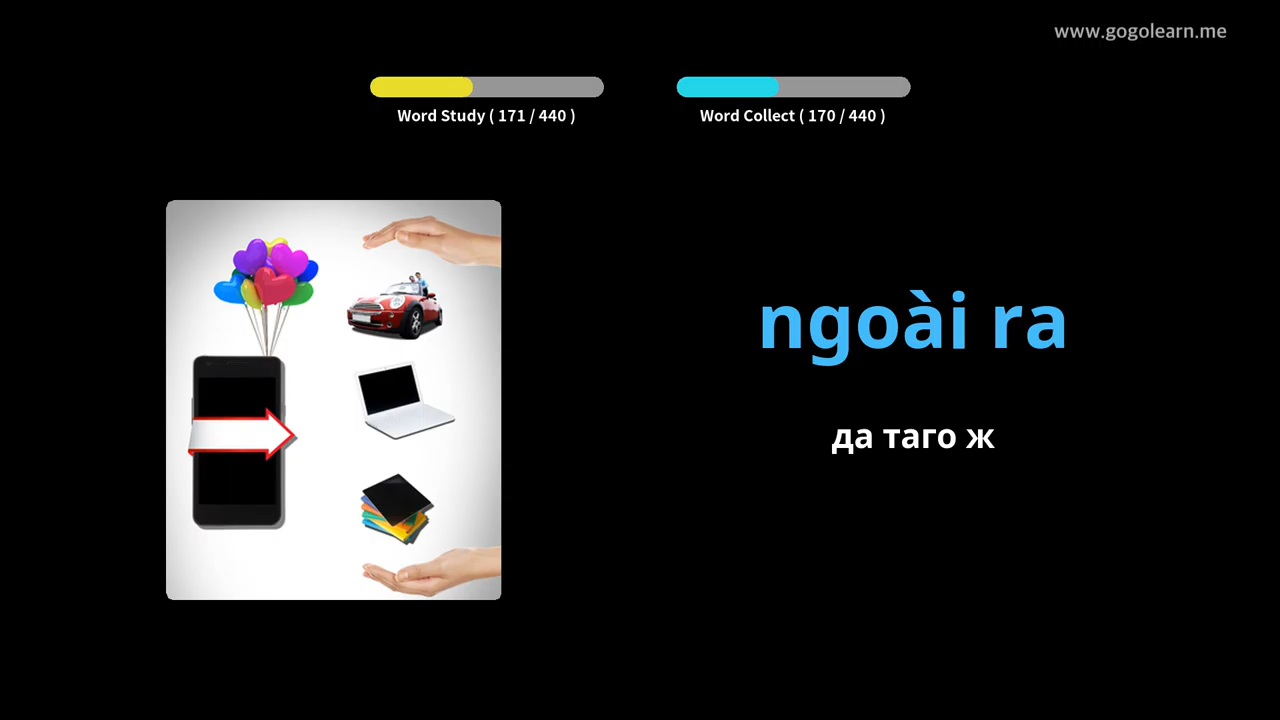 www.gogolearn.me
Word Study ( 171 / 440 )
Word Collect ( 170 / 440 )
ngoài ra
да таго ж